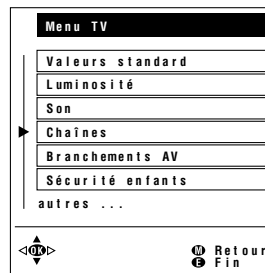 Menu TV
Valeurs standard
Luminosité
Son
Chaînes
Branchements AV
Sécurité enfants
autres ...
OK
M Retour
E Fin